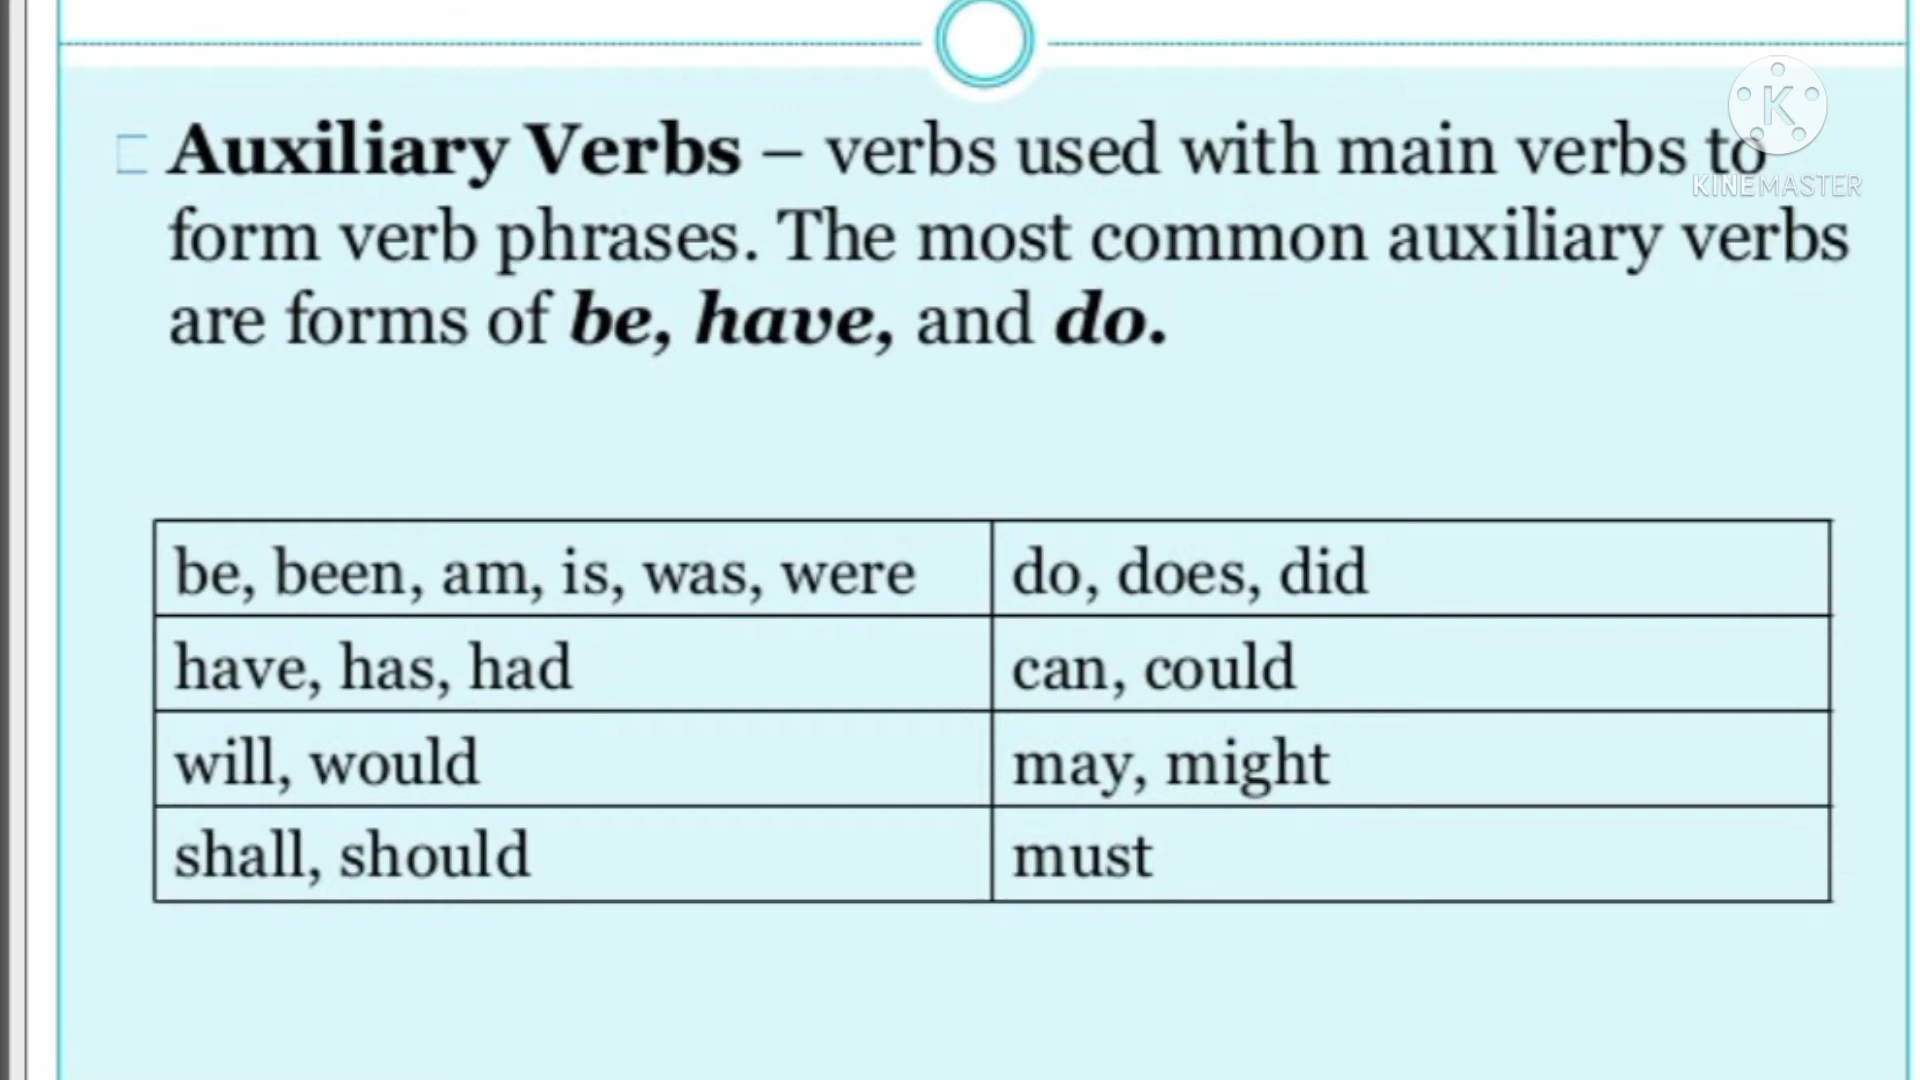 Auxiliary Verbs – verbs used with main verbs to
KINEMASTER
form verb phrases. The most common auxiliary verbs
are forms of be, have, and do.
be, been, am, is, was, were
do, does, did
have, has, had
can, could
will, would
may, might
shall, should
must